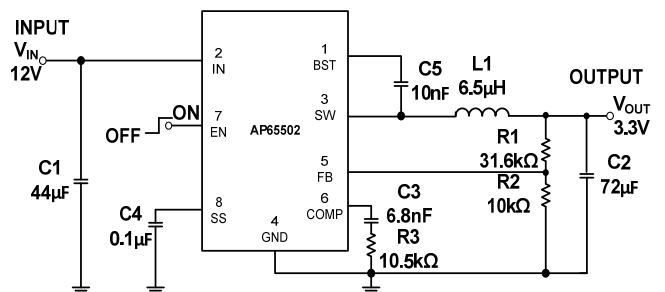 INPUT
V_IN
12V
2
IN
1
BST
C5
10nF
L1
6.5µH
OUTPUT
V_OUT
3.3V
3
SW
AP65502
OFF
ON
7
EN
R1
31.6kΩ
C1
44µF
5
FB
R2
10kΩ
C2
72µF
6
COMP
C3
6.8nF
C4
0.1µF
8
SS
4
GND
R3
10.5kΩ